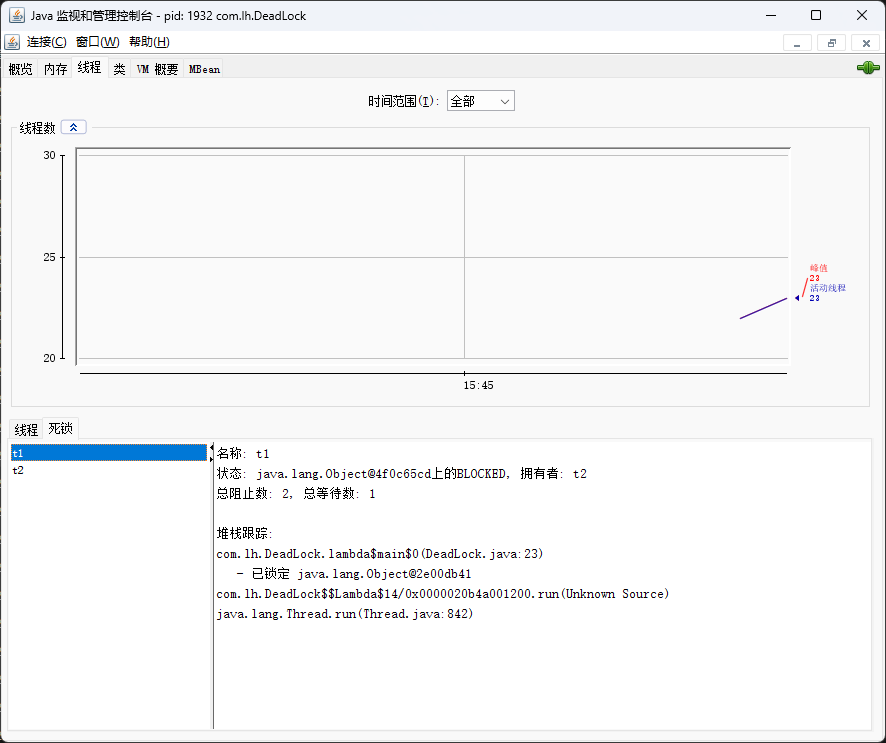 Java 监视和管理控制台 - pid: 1932 com.lh.DeadLock
连接(C) 窗口(W) 帮助(H)
概览 内存 线程 类 VM 概要 MBean
时间范围(T): 全部
线程数
30
25
20
峰值
23
活动线程
23
15:45
线程 死锁
t1
t2
名称: t1
状态: java.lang.Object@4f0c65cd上的BLOCKED, 拥有者: t2
总阻止数: 2, 总等待数: 1
堆栈跟踪:
com.lh.DeadLock.lambda$main$0(DeadLock.java:23)
- 已锁定 java.lang.Object@2e00db41
com.lh.DeadLock$$Lambda$14/0x0000020b4a001200.run(Unknown Source)
java.lang.Thread.run(Thread.java:842)